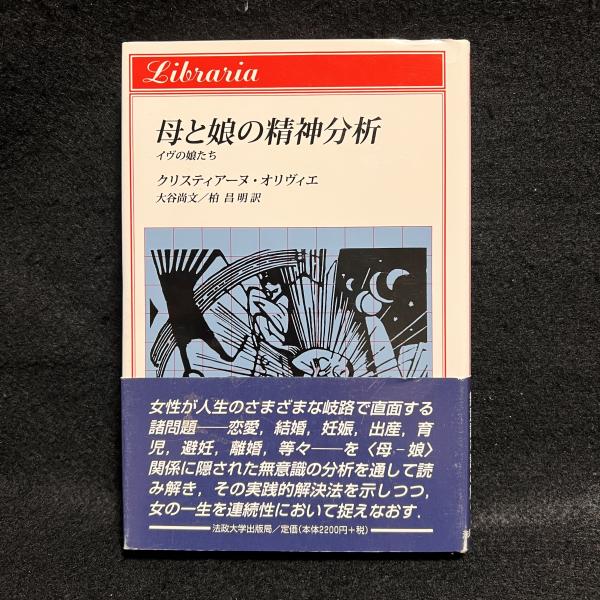 Libraria
母と娘の精神分析
イヴの娘たち
クリスティアーヌ・オリヴィエ
大谷尚文／柏 昌明 訳
女性が人生のさまざまな岐路で直面する
諸問題――恋愛，結婚，妊娠，出産，育
児，避妊，離婚，等々――を〈母－娘〉
関係に隠された無意識の分析を通して読
み解き，その実践的解決法を示しつつ，
女の一生を連続性において捉えなおす．
法政大学出版局／定価（本体2200円＋税）